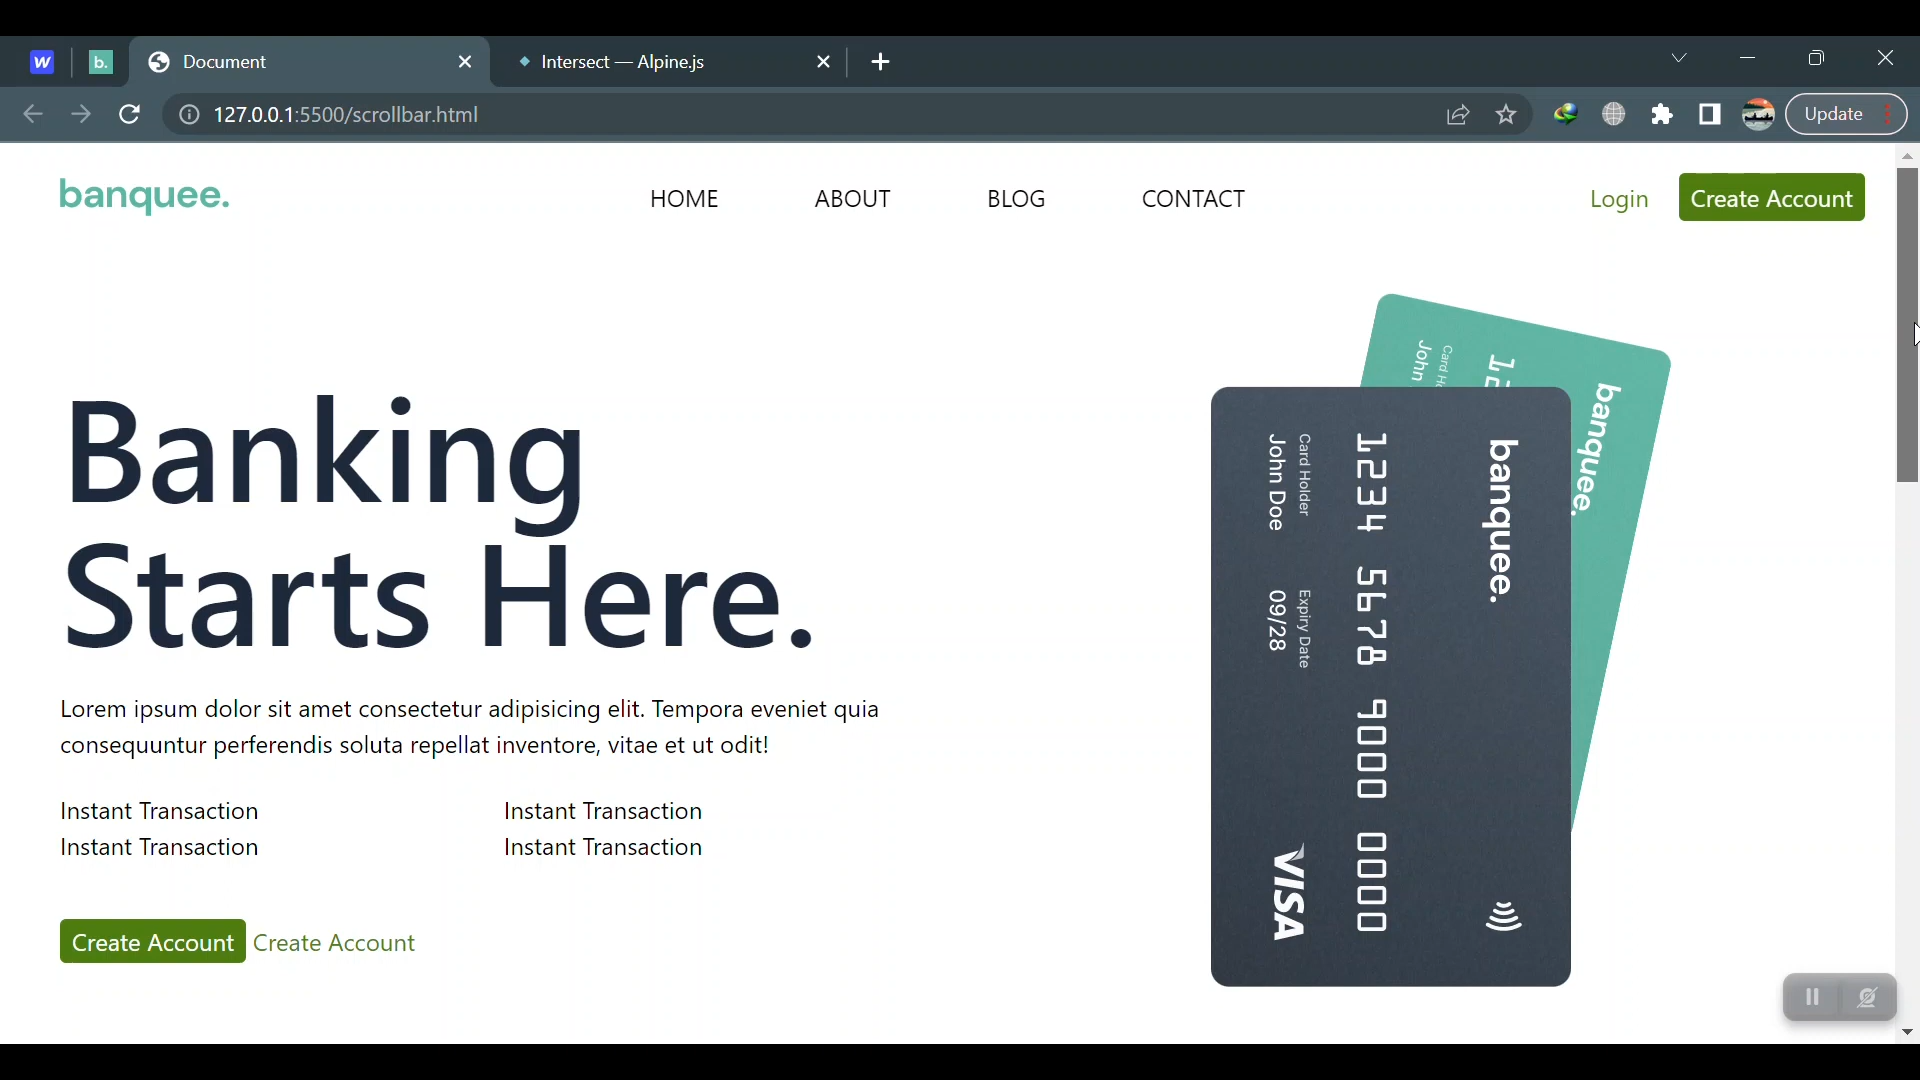 W b. Document Intersect — Alpine.js
127.0.0.1:5500/scrollbar.html Update
banquee. HOME ABOUT BLOG CONTACT Login Create Account
Banking
Starts Here.
Lorem ipsum dolor sit amet consectetur adipisicing elit. Tempora eveniet quia
consequuntur perferendis soluta repellat inventore, vitae et ut odit!
Instant Transaction Instant Transaction
Instant Transaction Instant Transaction
Create Account Create Account
banquee.
John
banquee.
1234 5678 9000 0000
Card Holder Expiry Date
John Doe 09/28
VISA